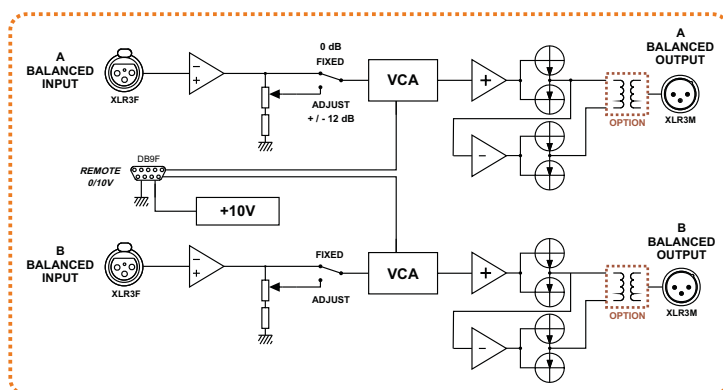 A
BALANCED
INPUT
XLR3F
0 dB
FIXED
ADJUST
+ / - 12 dB
VCA
A
BALANCED
OUTPUT
XLR3M
OPTION
REMOTE
0/10V
DB9F
+10V
B
BALANCED
INPUT
XLR3F
FIXED
ADJUST
VCA
B
BALANCED
OUTPUT
XLR3M
OPTION